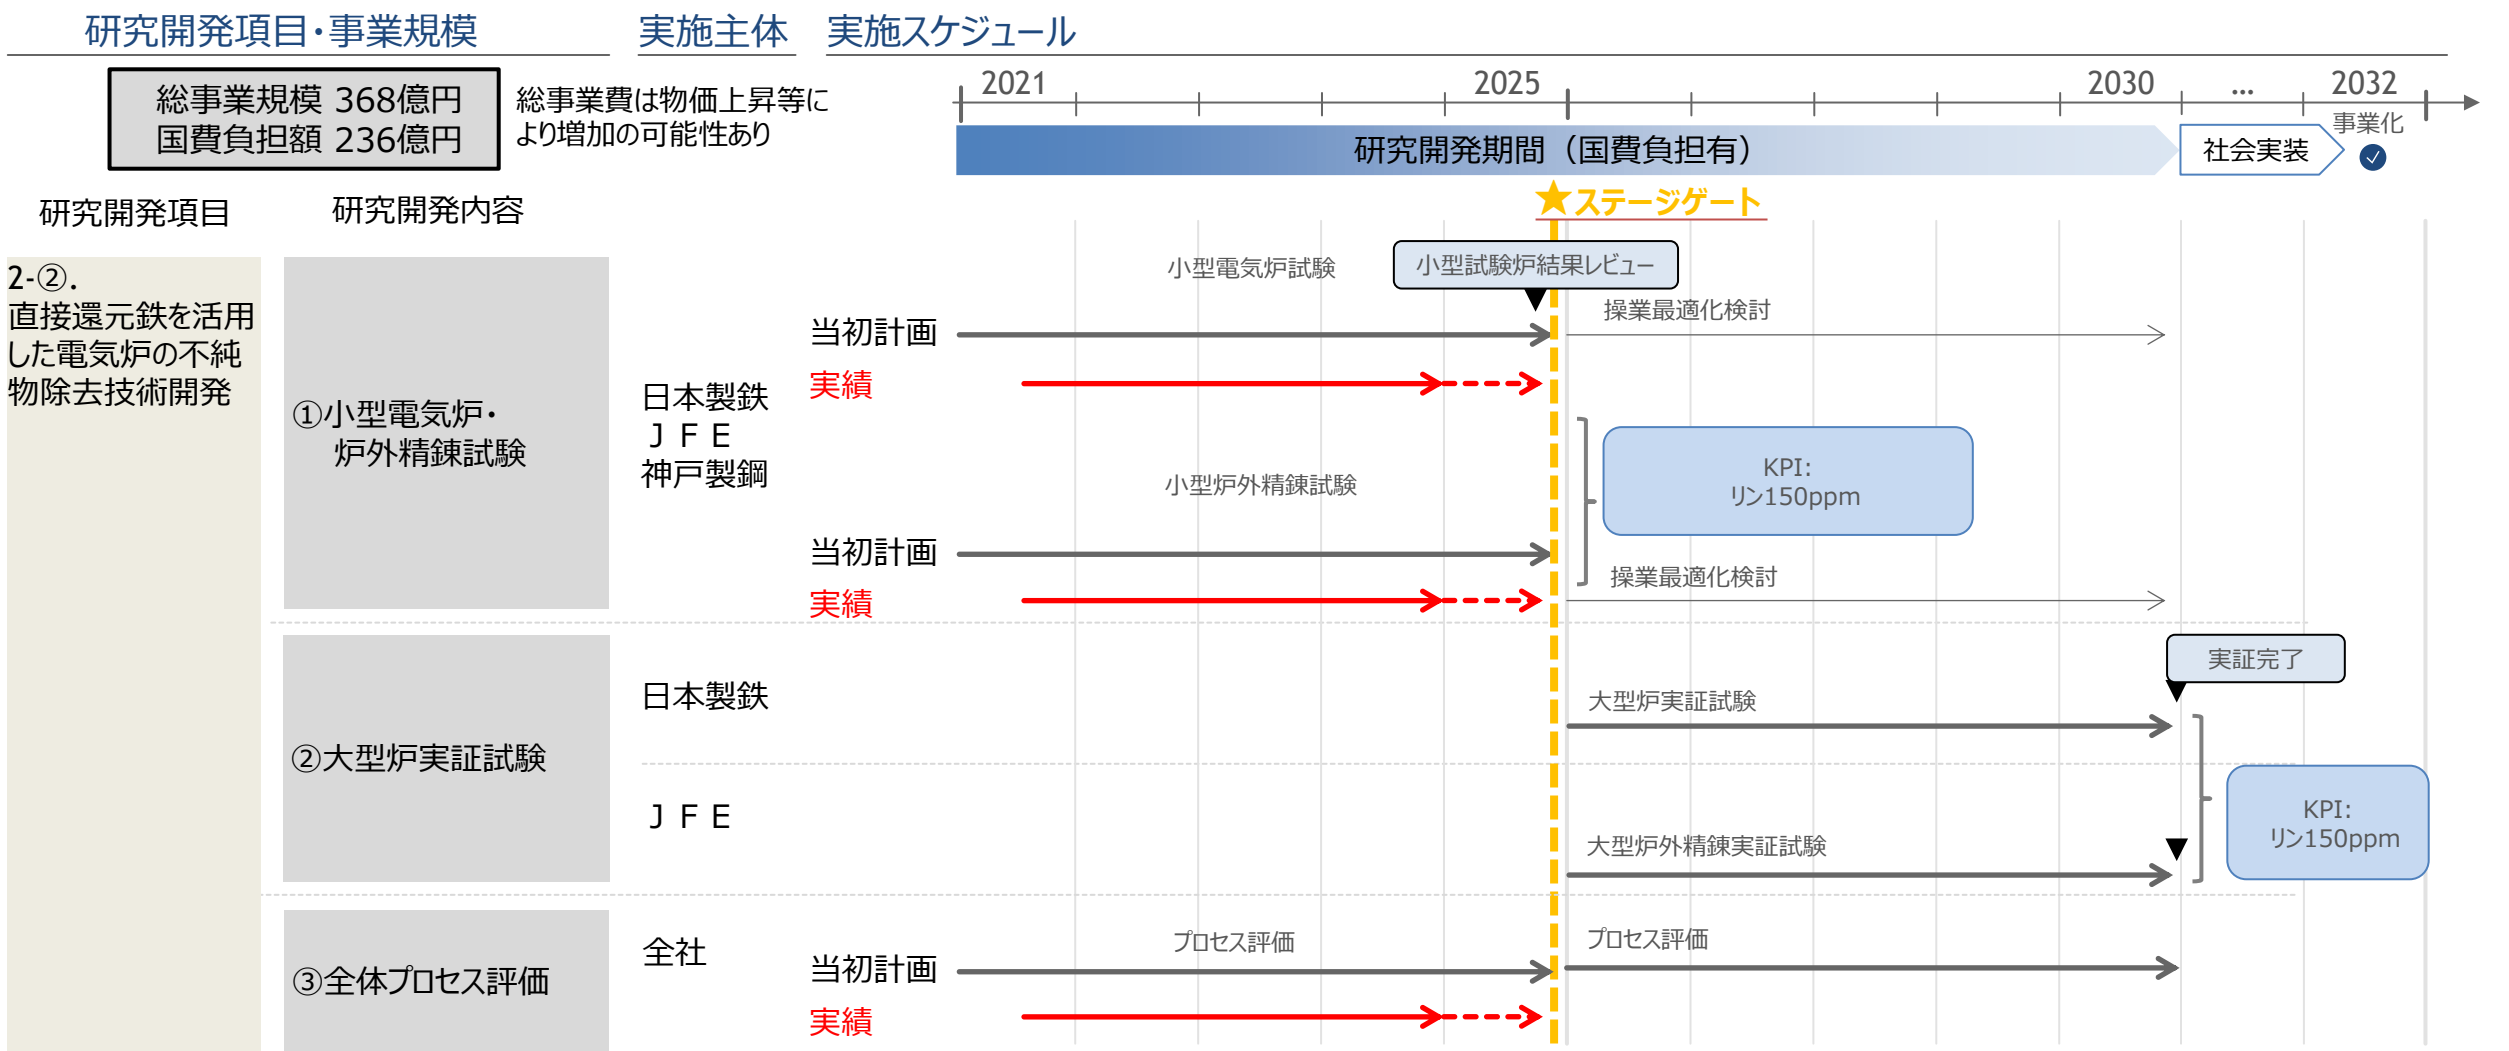 研究開発項目・事業規模
実施主体
実施スケジュール
総事業規模 368億円
国費負担額 236億円
総事業費は物価上昇等に
より増加の可能性あり
2021
2025
2030
…
2032
事業化
研究開発期間（国費負担有）
社会実装
研究開発項目
研究開発内容
★ステージゲート
2-②.
直接還元鉄を活用
した電気炉の不純
物除去技術開発
①小型電気炉・
炉外精錬試験
日本製鉄
ＪＦＥ
神戸製鋼
小型電気炉試験
小型試験炉結果レビュー
操業最適化検討
当初計画
実績
KPI:
リン150ppm
小型炉外精錬試験
当初計画
操業最適化検討
実績
②大型炉実証試験
日本製鉄
実証完了
大型炉実証試験
ＪＦＥ
KPI:
リン150ppm
大型炉外精錬実証試験
③全体プロセス評価
全社
プロセス評価
プロセス評価
当初計画
実績